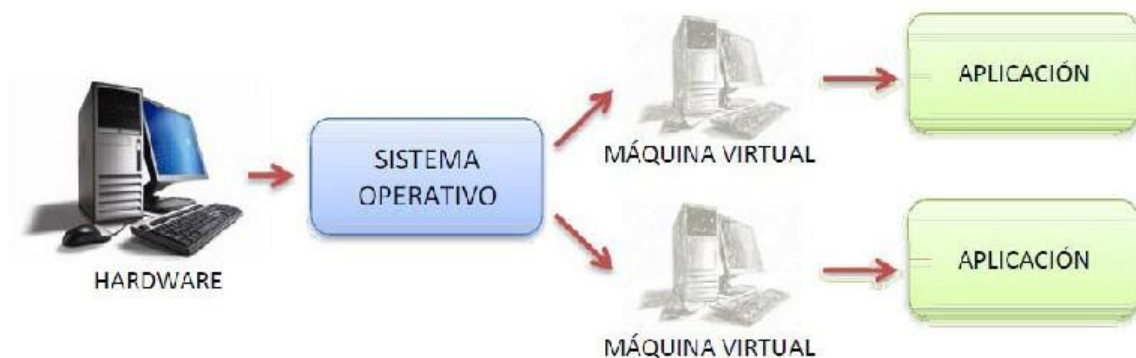 HARDWARE
SISTEMA
OPERATIVO
MÁQUINA VIRTUAL
APLICACIÓN
MÁQUINA VIRTUAL
APLICACIÓN